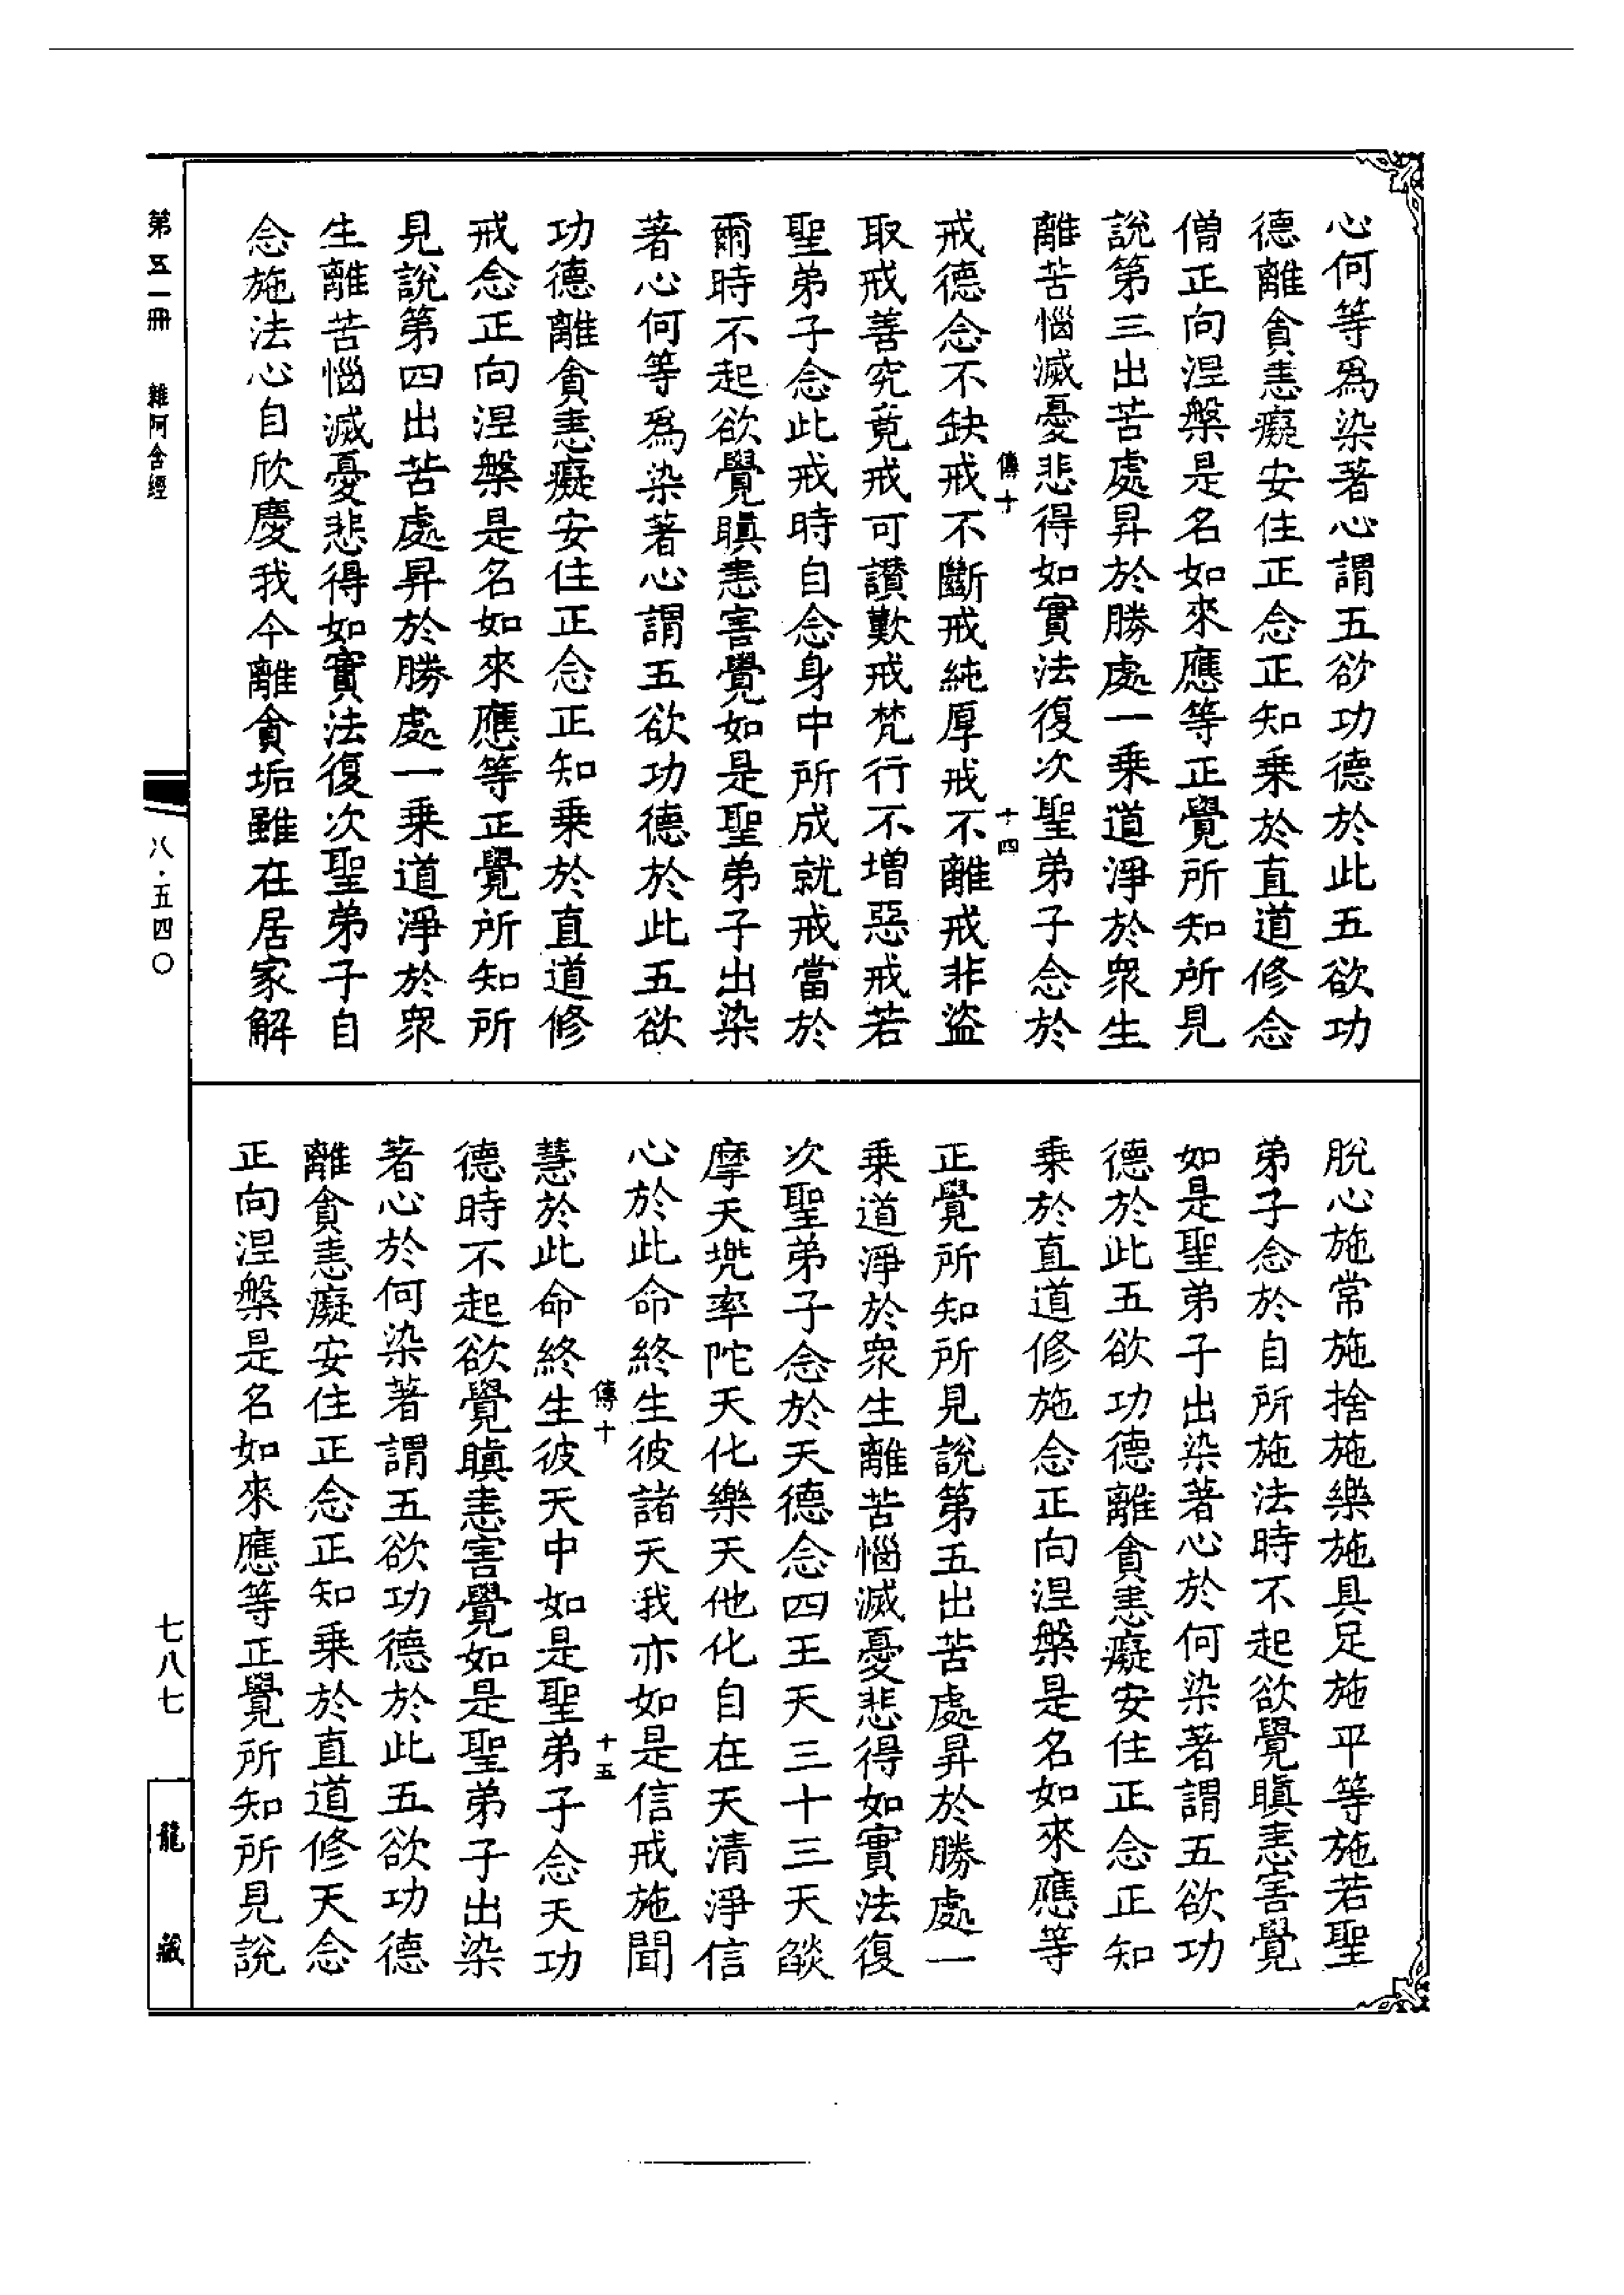 心何等爲染著心謂五欲功德於此五欲功
德離貪恚癡安住正念正知乘於直道修念
僧正向涅槃是名如來應等正覺所知所見
說第三出苦處昇於勝處一乘道淨於衆生
離苦惱滅憂悲得如實法復次聖弟子念於
傳十
十四
戒德念不缺戒不斷戒純厚戒不離戒非盜
取戒善究竟戒可讚歎戒梵行不增惡戒若
聖弟子念此戒時自念身中所成就戒當於
爾時不起欲覺瞋恚害覺如是聖弟子出染
著心何等爲染著心謂五欲功德於此五欲
功德離貪恚癡安住正念正知乘於直道修
戒念正向涅槃是名如來應等正覺所知所
見說第四出苦處昇於勝處一乘道淨於衆
生離苦惱滅憂悲得如實法復次聖弟子自
念施法心自欣慶我今離貪垢雖在居家解
脫心施常施捨施樂施具足施平等施若聖
弟子念於自所施法時不起欲覺瞋恚害覺
如是聖弟子出染著心於何染著謂五欲功
德於此五欲功德離貪恚癡安住正念正知
乘於直道修施念正向涅槃是名如來應等
正覺所知所見說第五出苦處昇於勝處一
乘道淨於衆生離苦惱滅憂悲得如實法復
次聖弟子念於天德念四王天三十三天燄
摩天兠率陀天化樂天他化自在天清淨信
心於此命終生彼諸天我亦如是信戒施聞
傳十
十五
慧於此命終生彼天中如是聖弟子念天功
德時不起欲覺瞋恚害覺如是聖弟子出染
著心於何染著謂五欲功德於此五欲功德
離貪恚癡安住正念正知乘於直道修天念
正向涅槃是名如來應等正覺所知所見說
第五一冊 雜阿含經
八·五四〇
七八七
龍藏